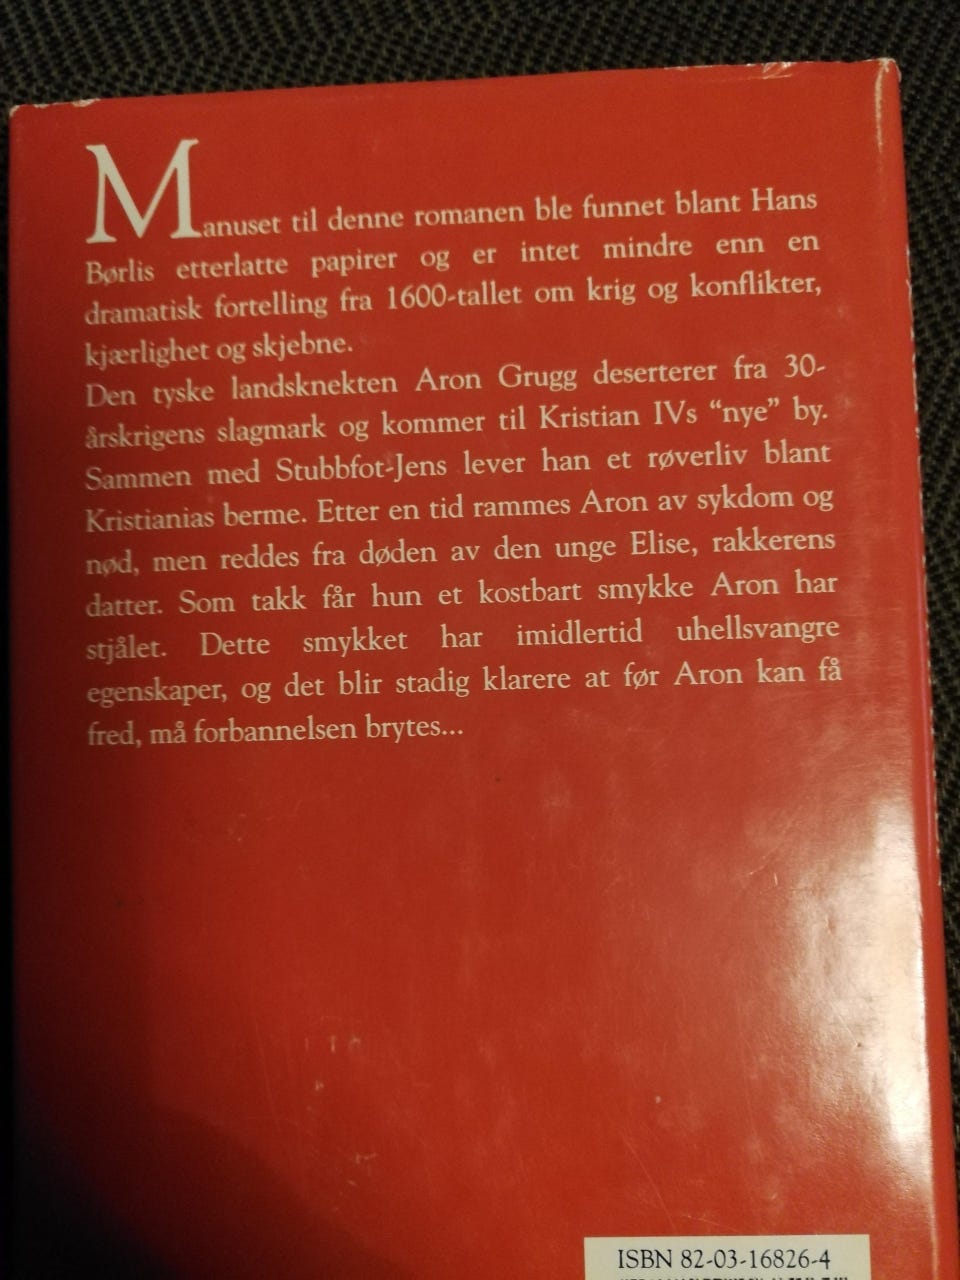 Manuset til denne romanen ble funnet blant Hans
Børlis etterlatte papirer og er intet mindre enn en
dramatisk fortelling fra 1600-tallet om krig og konflikter,
kjærlighet og skjebne.
Den tyske landsknekten Aron Grugg deserterer fra 30-
årskrigens slagmark og kommer til Kristian IVs “nye” by.
Sammen med Stubbfot-Jens lever han et røverliv blant
Kristianias berme. Etter en tid rammes Aron av sykdom og
nød, men reddes fra døden av den unge Elise, rakkerens
datter. Som takk får hun et kostbart smykke Aron har
stjålet. Dette smykket har imidlertid uhellsvangre
egenskaper, og det blir stadig klarere at før Aron kan få
fred, må forbannelsen brytes...
ISBN 82-03-16826-4